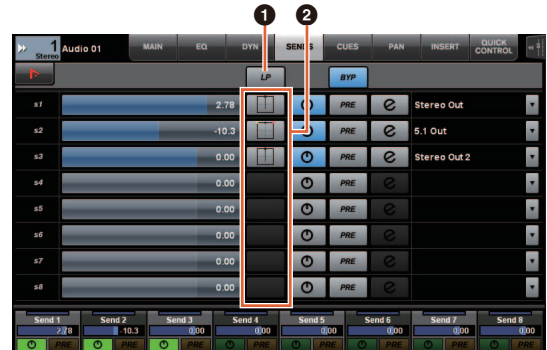 1 2
1 Audio 01 MAIN EQ DYN SENDS CUES PAN INSERT QUICK CONTROL
Stereo
LP BYP
s1 2.78 PRE e Stereo Out
s2 -10.3 PRE e 5.1 Out
s3 0.00 PRE e Stereo Out 2
s4 0.00 PRE e
s5 0.00 PRE e
s6 0.00 PRE e
s7 0.00 PRE e
s8 0.00 PRE e
Send 1 Send 2 Send 3 Send 4 Send 5 Send 6 Send 7 Send 8
2.78 -10.3 0.00 0.00 0.00 0.00 0.00 0.00
PRE PRE PRE PRE PRE PRE PRE PRE